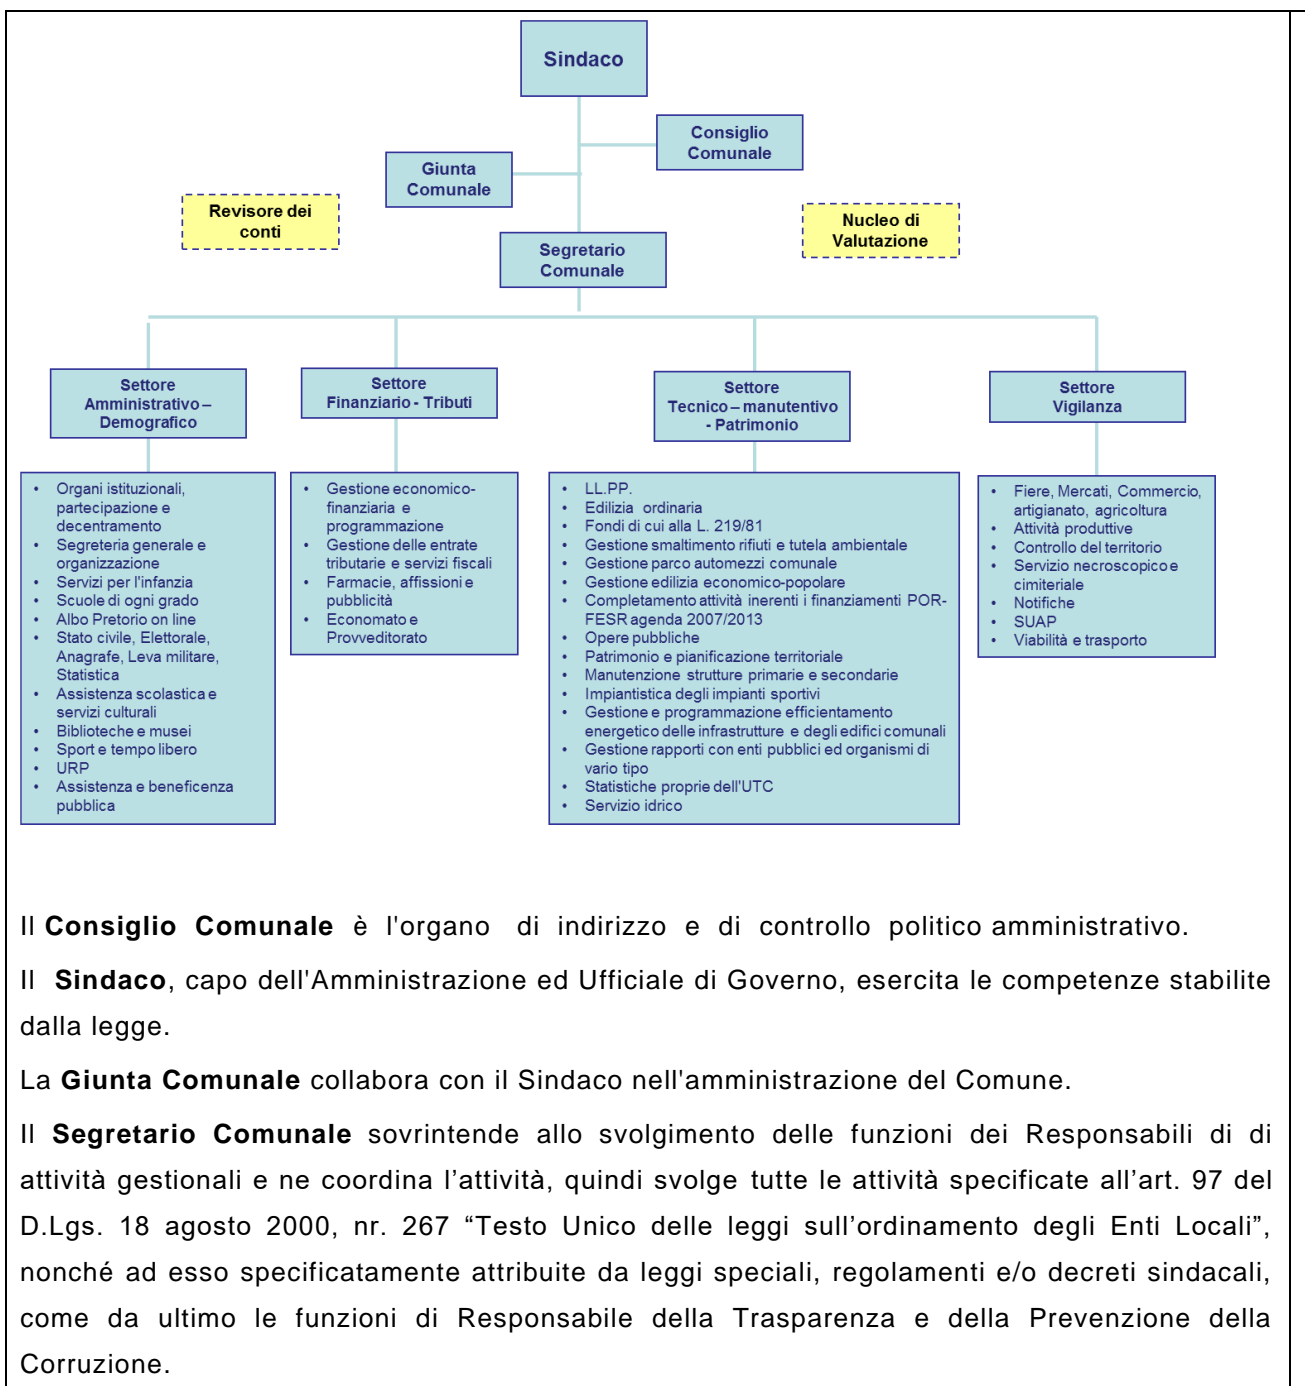 Sindaco
Consiglio
Comunale
Giunta
Comunale
Revisore dei
conti
Nucleo di
Valutazione
Segretario
Comunale
Settore
Amministrativo –
Demografico
Settore
Finanziario - Tributi
Settore
Tecnico – manutentivo
- Patrimonio
Settore
Vigilanza
• Organi istituzionali,
partecipazione e
decentramento
• Segreteria generale e
organizzazione
• Servizi per l'infanzia
• Scuole di ogni grado
• Albo Pretorio on line
• Stato civile, Elettorale,
Anagrafe, Leva militare,
Statistica
• Assistenza scolastica e
servizi culturali
• Biblioteche e musei
• Sport e tempo libero
• URP
• Assistenza e beneficenza
pubblica
• Gestione economico-
finanziaria e
programmazione
• Gestione delle entrate
tributarie e servizi fiscali
• Farmacie, affissioni e
pubblicità
• Economato e
Provveditorato
• LL.PP.
• Edilizia ordinaria
• Fondi di cui alla L. 219/81
• Gestione smaltimento rifiuti e tutela ambientale
• Gestione parco automezzi comunale
• Gestione edilizia economico-popolare
• Completamento attività inerenti i finanziamenti POR-
FESR agenda 2007/2013
• Opere pubbliche
• Patrimonio e pianificazione territoriale
• Manutenzione strutture primarie e secondarie
• Impiantistica degli impianti sportivi
• Gestione e programmazione efficientamento
energetico delle infrastrutture e degli edifici comunali
• Gestione rapporti con enti pubblici ed organismi di
vario tipo
• Statistiche proprie dell'UTC
• Servizio idrico
• Fiere, Mercati, Commercio,
artigianato, agricoltura
• Attività produttive
• Controllo del territorio
• Servizio necroscopico e
cimiteriale
• Notifiche
• SUAP
• Viabilità e trasporto
Il Consiglio Comunale è l'organo di indirizzo e di controllo politico amministrativo.
Il Sindaco, capo dell'Amministrazione ed Ufficiale di Governo, esercita le competenze stabilite
dalla legge.
La Giunta Comunale collabora con il Sindaco nell'amministrazione del Comune.
Il Segretario Comunale sovrintende allo svolgimento delle funzioni dei Responsabili di di
attività gestionali e ne coordina l’attività, quindi svolge tutte le attività specificate all’art. 97 del
D.Lgs. 18 agosto 2000, nr. 267 “Testo Unico delle leggi sull’ordinamento degli Enti Locali”,
nonché ad esso specificatamente attribuite da leggi speciali, regolamenti e/o decreti sindacali,
come da ultimo le funzioni di Responsabile della Trasparenza e della Prevenzione della
Corruzione.